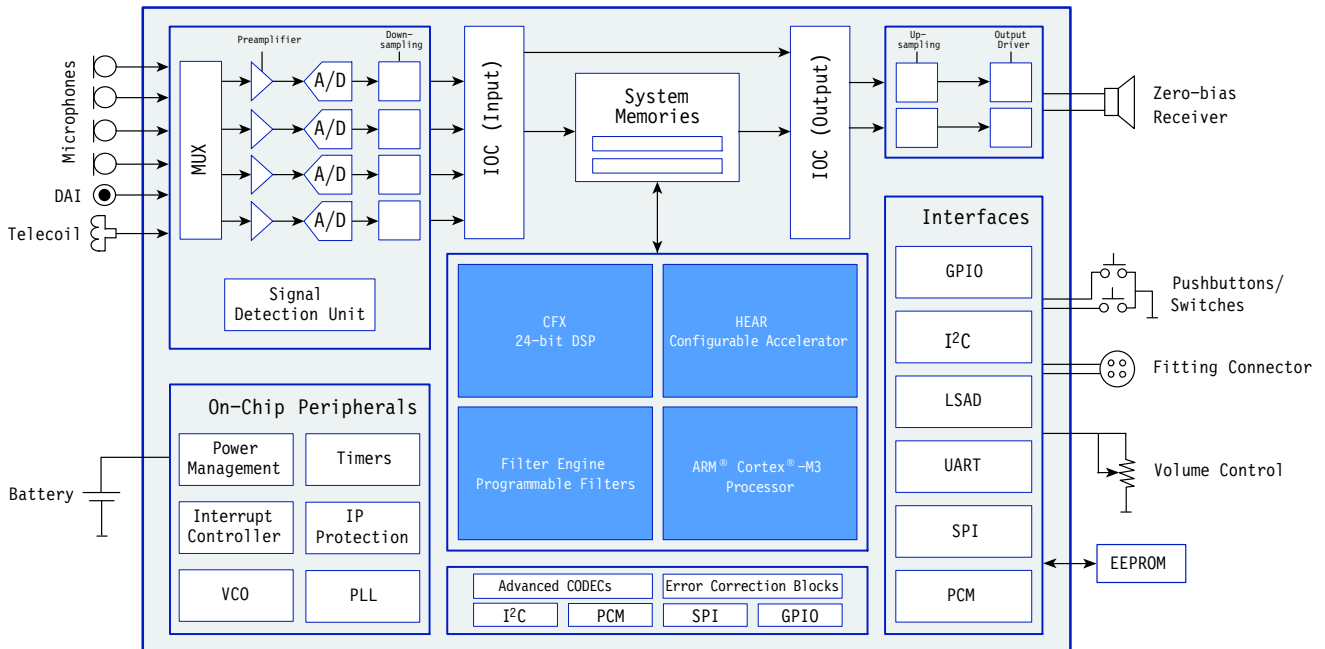 Microphones
DAI
Telecoil
Battery
MUX
Preamplifier
Down-
sampling
A/D
A/D
A/D
A/D
Signal
Detection Unit
IOC (Input)
System
Memories
IOC (Output)
Up-
sampling
Output
Driver
Zero-bias
Receiver
CFX
24-bit DSP
HEAR
Configurable Accelerator
Filter Engine
Programmable Filters
ARM® Cortex®-M3
Processor
On-Chip Peripherals
Power
Management
Timers
Interrupt
Controller
IP
Protection
VCO
PLL
Advanced CODECs
Error Correction Blocks
I²C
PCM
SPI
GPIO
Interfaces
GPIO
I²C
LSAD
UART
SPI
PCM
Pushbuttons/
Switches
Fitting Connector
Volume Control
EEPROM